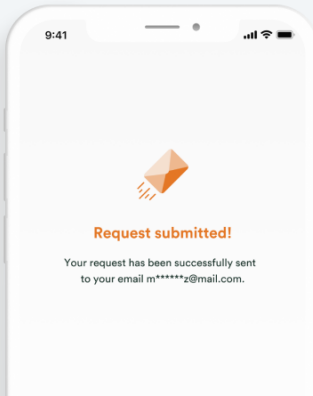 9:41
Request submitted!
Your request has been successfully sent
to your email m******z@mail.com.